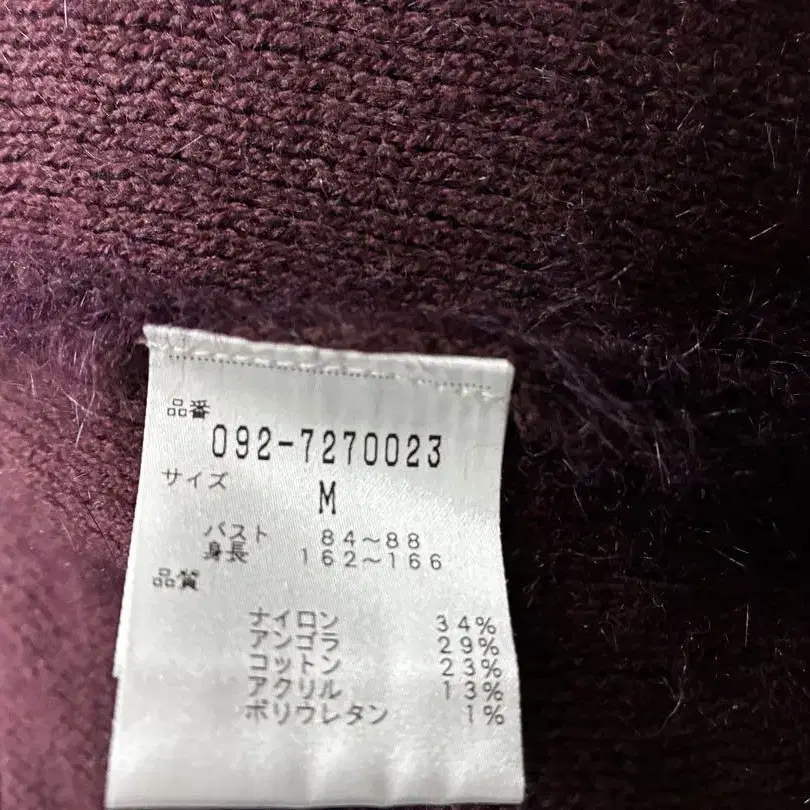 品番
092-7270023
サイズ
M
バスト 84～88
身長 162～166
品質
ナイロン 34%
アンゴラ 29%
コットン 23%
アクリル 13%
ポリウレタン 1%